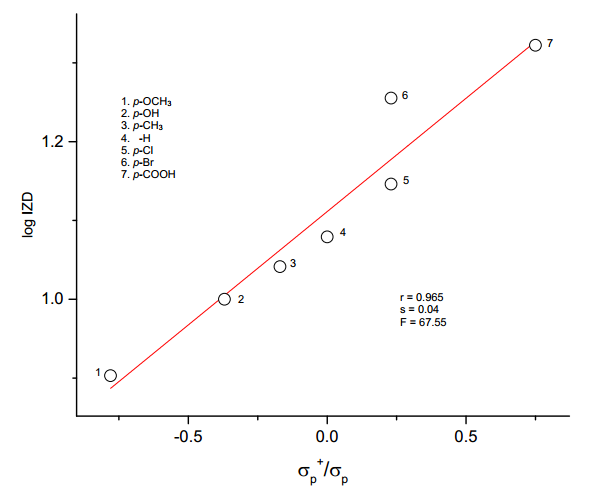 7
6
1. p-OCH₃
2. p-OH
3. p-CH₃
4. -H
5. p-Cl
6. p-Br
7. p-COOH
1.2
5
log IZD
4
3
1.0
2
r = 0.965
s = 0.04
F = 67.55
1
-0.5
0.0
0.5
σₚ⁺/σₚ